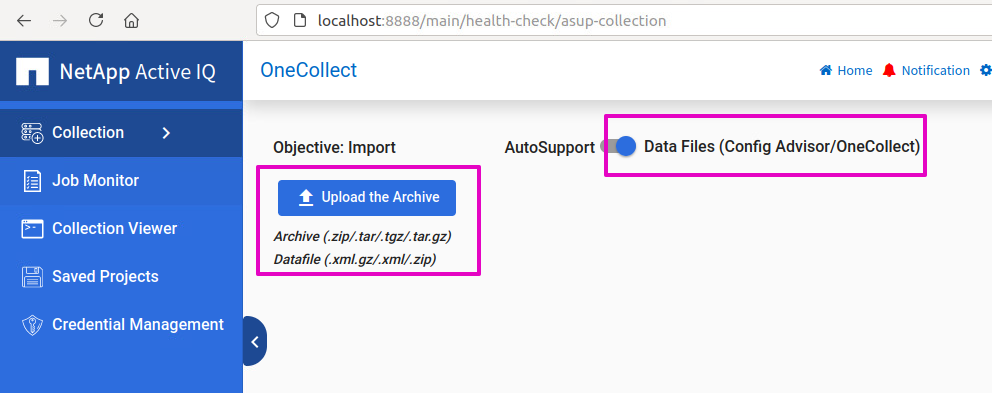 localhost:8888/main/health-check/asup-collection
NetApp Active IQ
OneCollect
Home
Notification
Collection
Job Monitor
Collection Viewer
Saved Projects
Credential Management
Objective: Import
AutoSupport
Data Files (Config Advisor/OneCollect)
Upload the Archive
Archive (.zip/.tar/.tgz/.tar.gz)
Datafile (.xml.gz/.xml/.zip)